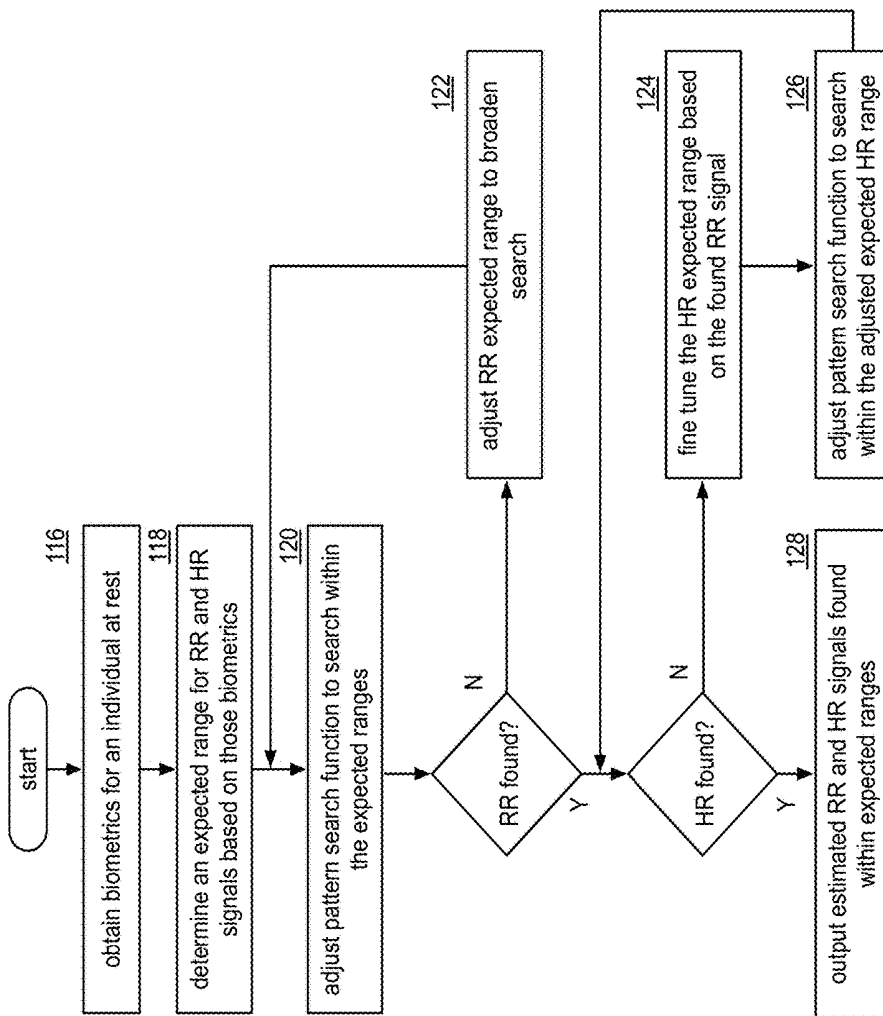 start
116
obtain biometrics for an individual at rest
118
determine an expected range for RR and HR
signals based on those biometrics
120
adjust pattern search function to search within
the expected ranges
RR found?
N
Y
122
adjust RR expected range to broaden
search
HR found?
N
Y
124
fine tune the HR expected range based
on the found RR signal
126
adjust pattern search function to search
within the adjusted expected HR range
128
output estimated RR and HR signals found
within expected ranges